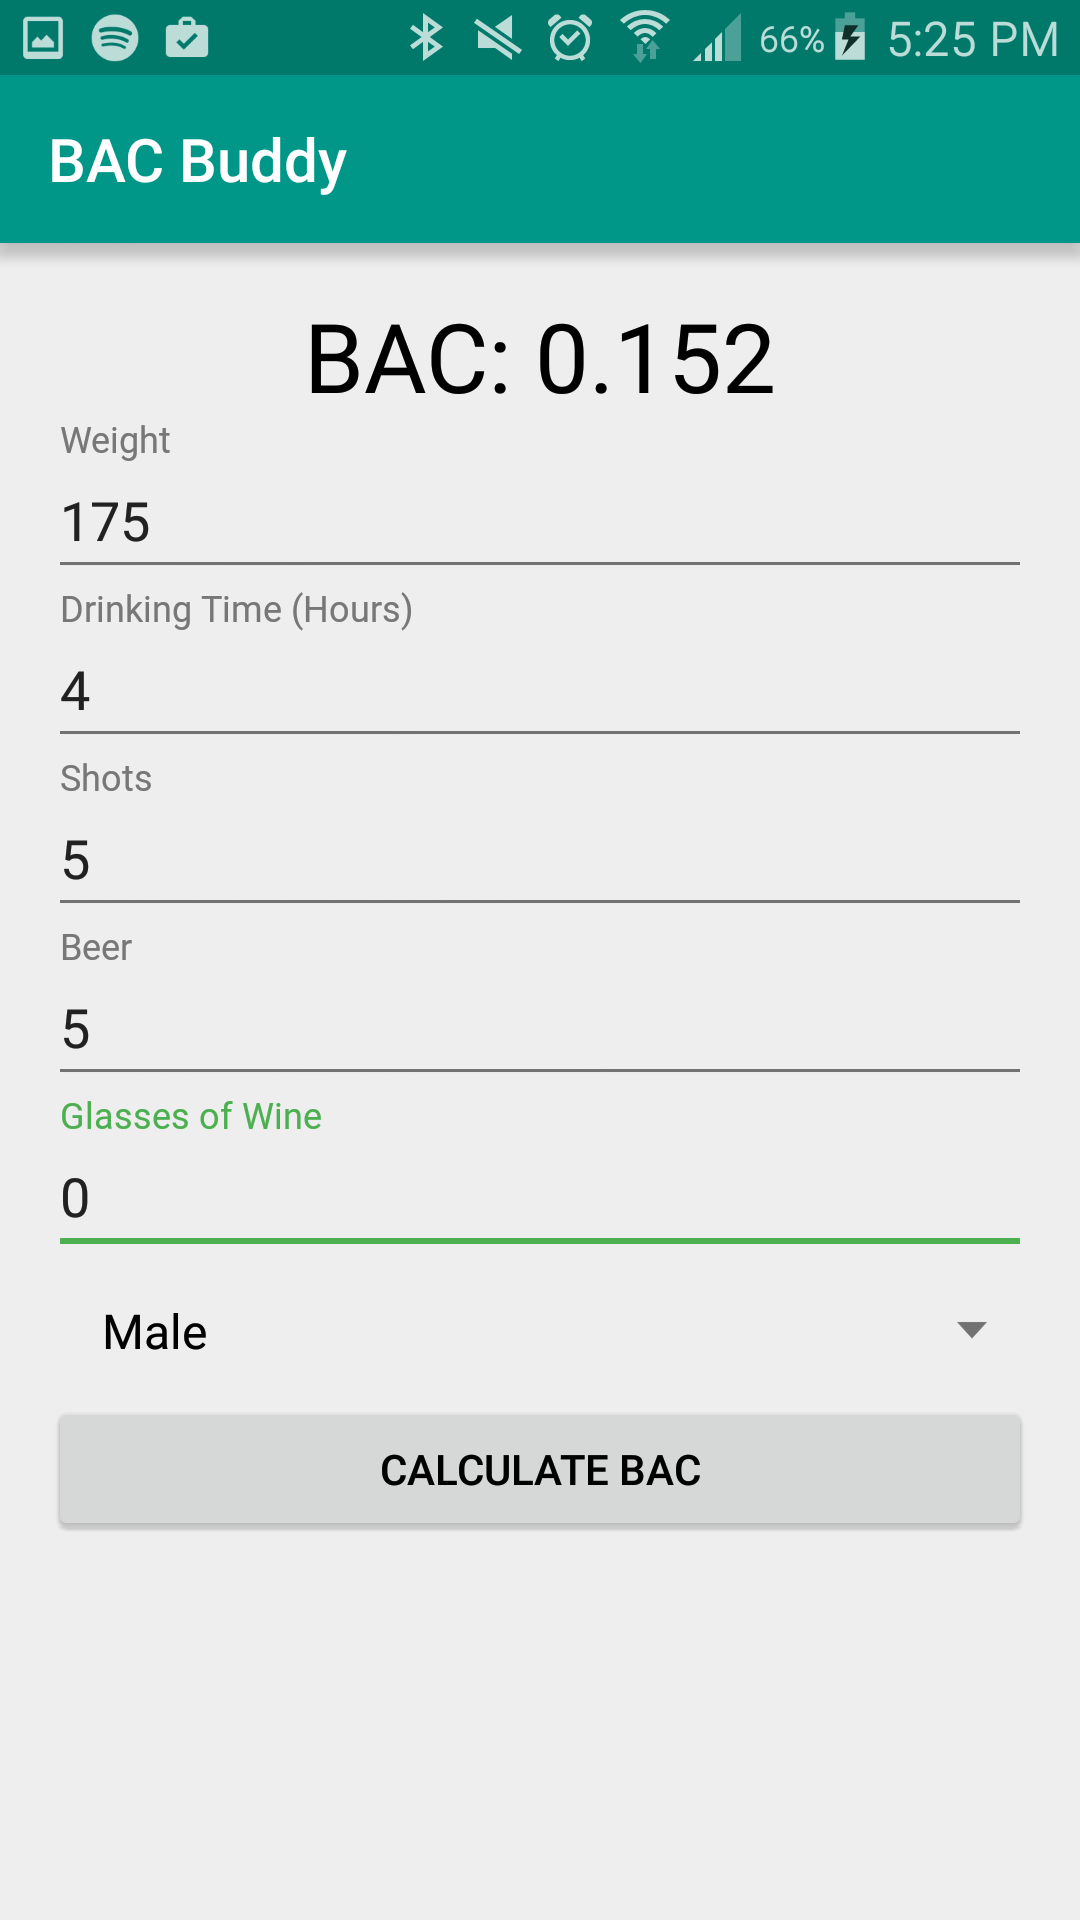 66% 5:25 PM
BAC Buddy
BAC: 0.152
Weight
175
Drinking Time (Hours)
4
Shots
5
Beer
5
Glasses of Wine
0
Male
CALCULATE BAC